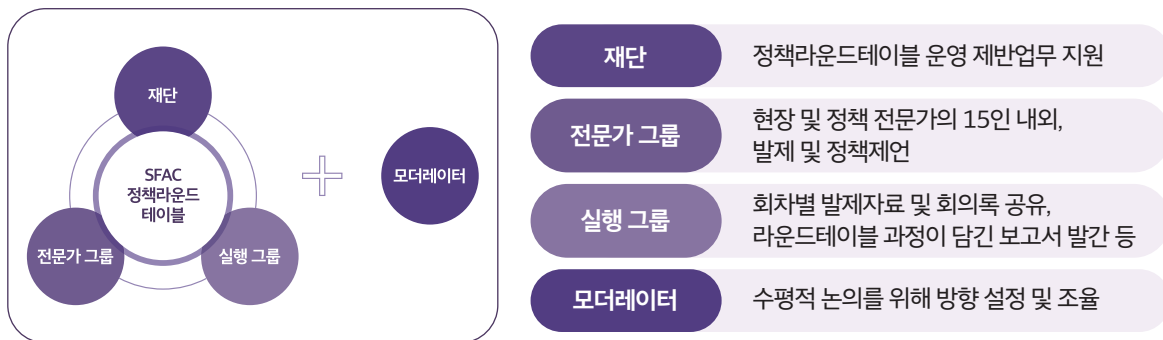 재단
SFAC
정책라운드
테이블
전문가 그룹
실행 그룹
모더레이터
재단
정책라운드테이블 운영 제반업무 지원
전문가 그룹
현장 및 정책 전문가의 15인 내외,
발제 및 정책제언
실행 그룹
회차별 발제자료 및 회의록 공유,
라운드테이블 과정이 담긴 보고서 발간 등
모더레이터
수평적 논의를 위해 방향 설정 및 조율